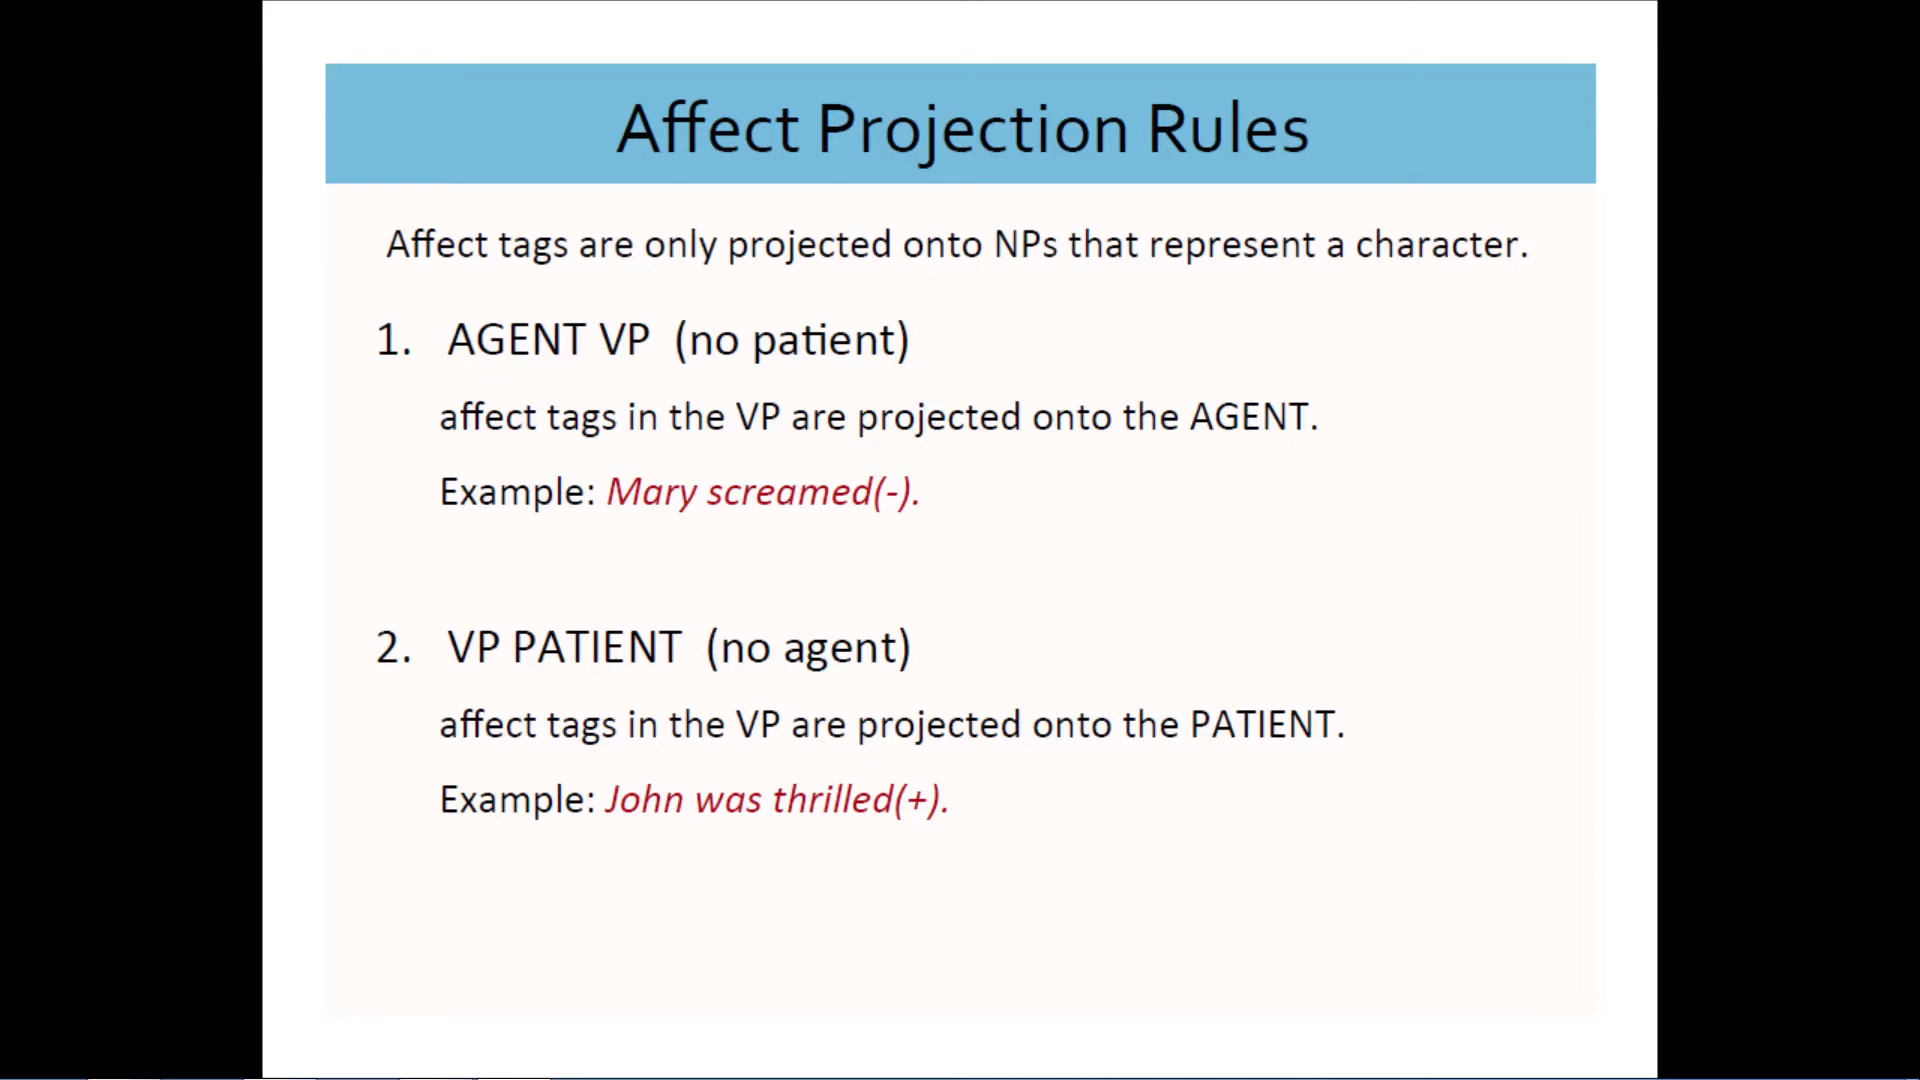 Affect Projection Rules
Affect tags are only projected onto NPs that represent a character.
1. AGENT VP (no patient)
affect tags in the VP are projected onto the AGENT.
Example: Mary screamed(-).
2. VP PATIENT (no agent)
affect tags in the VP are projected onto the PATIENT.
Example: John was thrilled(+).